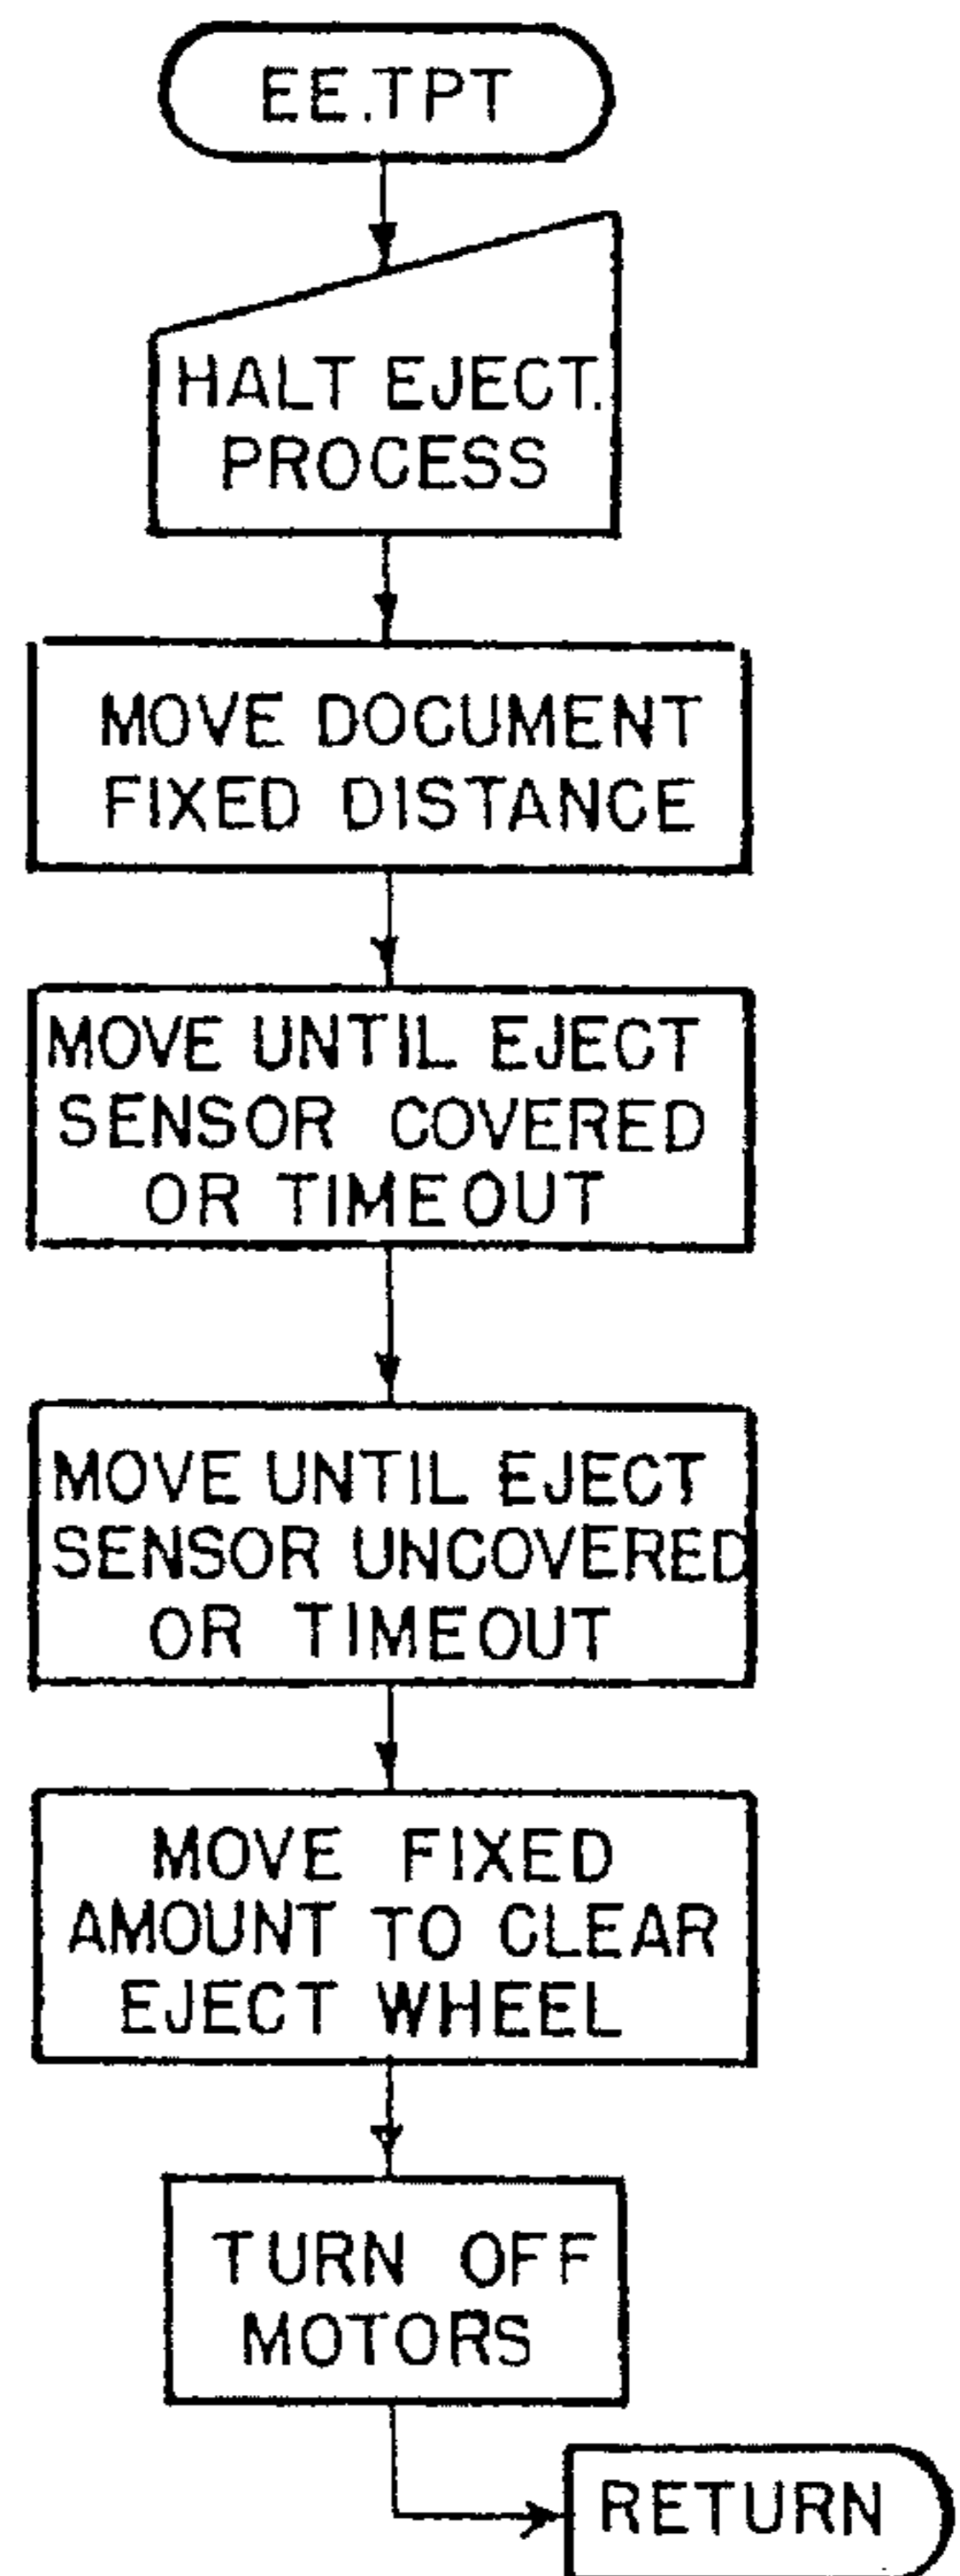 EE.TPT
HALT EJECT.
PROCESS
MOVE DOCUMENT
FIXED DISTANCE
MOVE UNTIL EJECT
SENSOR COVERED
OR TIMEOUT
MOVE UNTIL EJECT
SENSOR UNCOVERED
OR TIMEOUT
MOVE FIXED
AMOUNT TO CLEAR
EJECT WHEEL
TURN OFF
MOTORS
RETURN